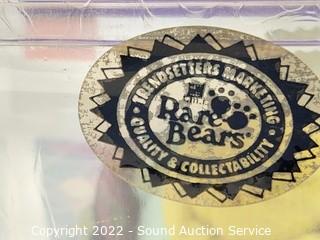 TRENDSETTERS MARKETING
Rare
Bears
QUALITY & COLLECTABILITY
Copyright 2022 - Sound Auction Service